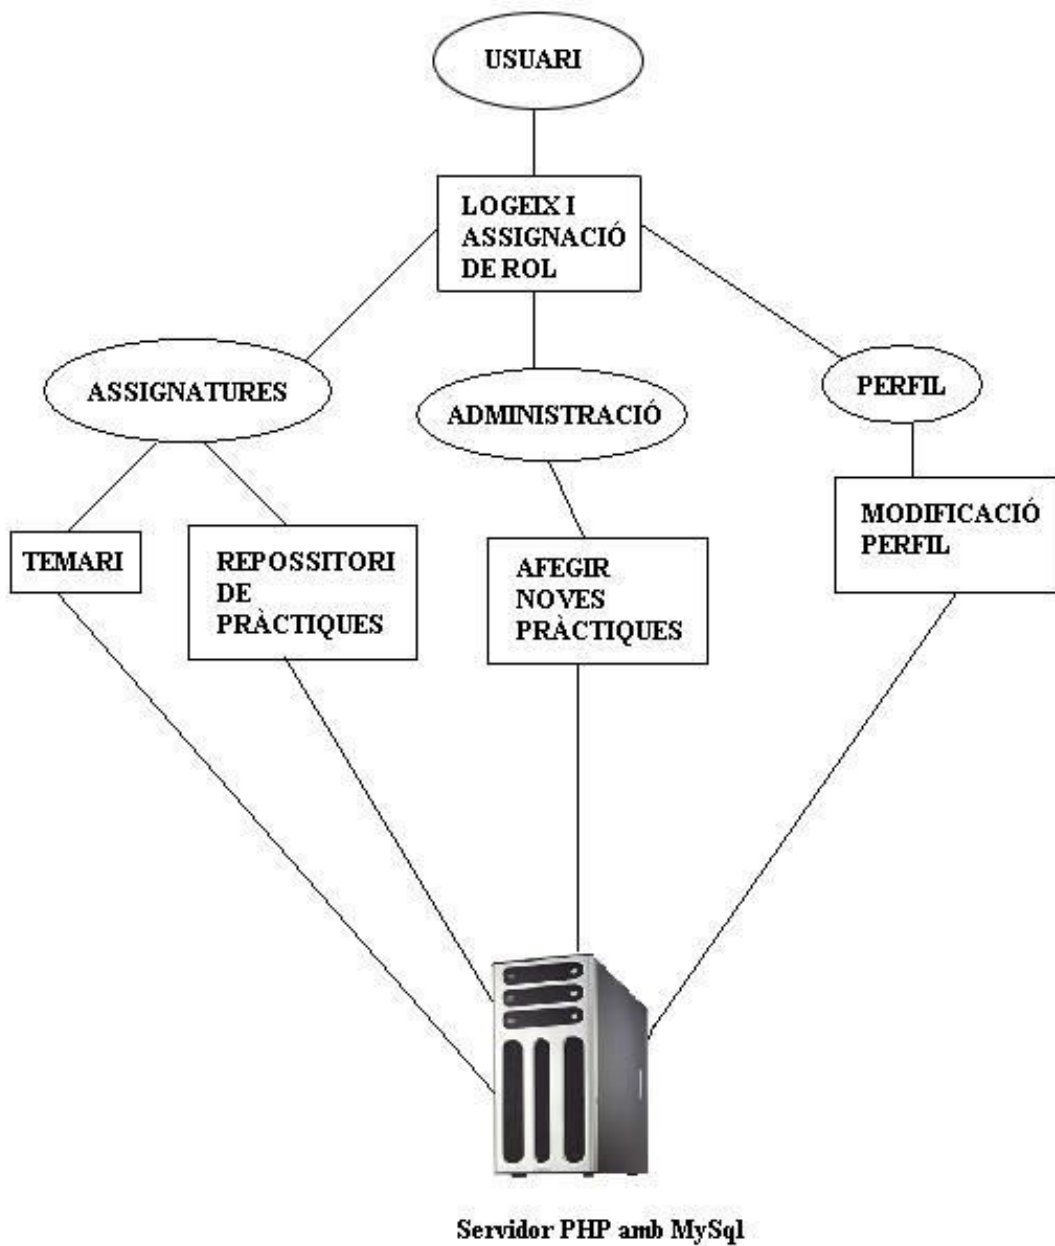 USUARI
LOGEIX I
ASSIGNACIÓ
DE ROL
ASSIGNATURES
ADMINISTRACIÓ
PERFIL
TEMARI
REPOSSITORI
DE
PRÀCTIQUES
AFEGIR
NOVES
PRÀCTIQUES
MODIFICACIÓ
PERFIL
Servidor PHP amb MySql